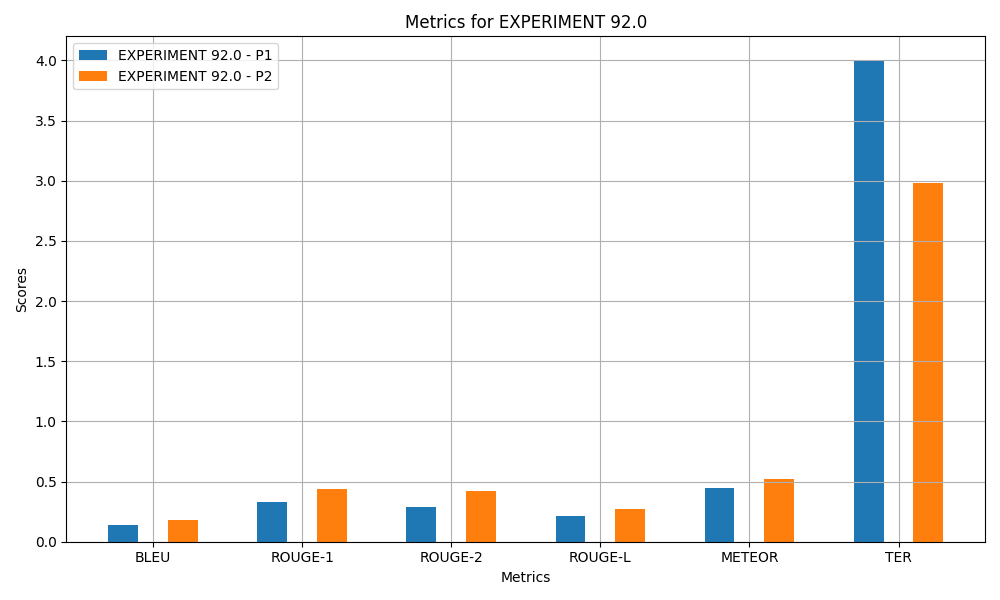 Metrics for EXPERIMENT 92.0
EXPERIMENT 92.0 - P1
EXPERIMENT 92.0 - P2
4.0
3.5
3.0
2.5
2.0
1.5
1.0
0.5
0.0
Scores
BLEU ROUGE-1 ROUGE-2 ROUGE-L METEOR TER
Metrics